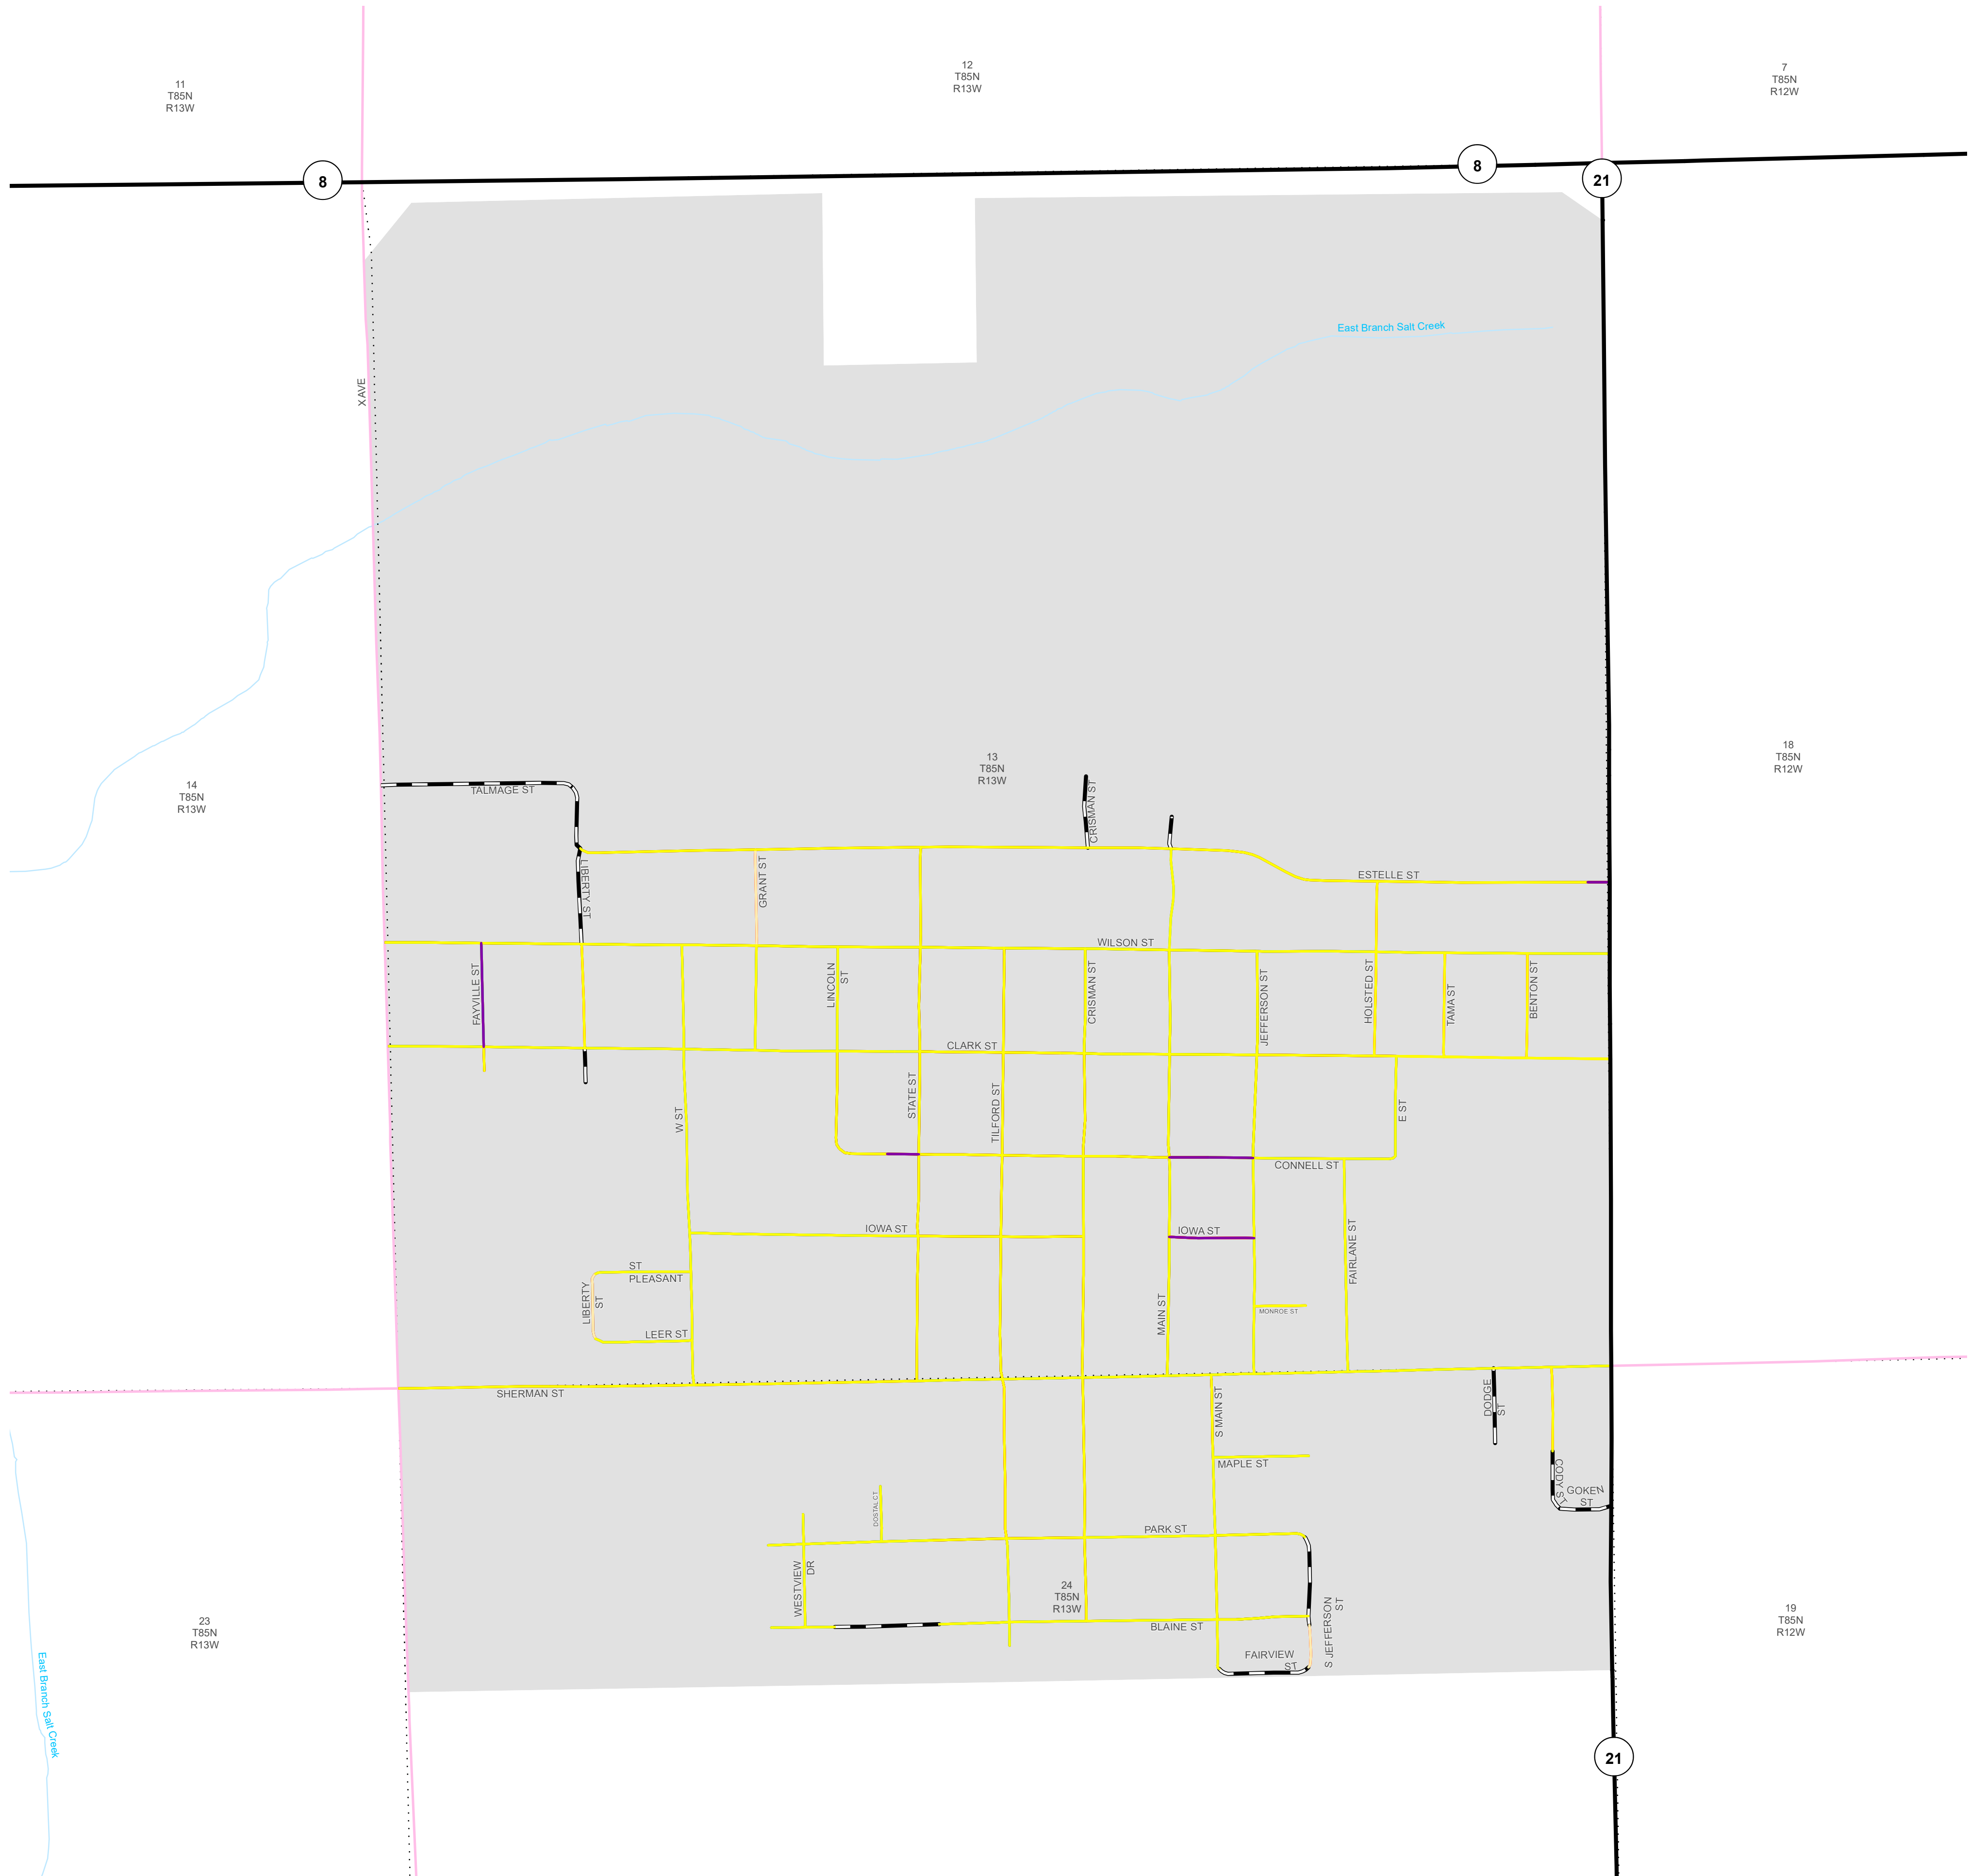 11
T85N
R13W
12
T85N
R13W
7
T85N
R12W
8
8
21
East Branch Salt Creek
X AVE
14
T85N
R13W
13
T85N
R13W
18
T85N
R12W
TALMAGE ST
CRISMAN ST
LIBERTY ST
GRANT ST
ESTELLE ST
WILSON ST
FAYVILLE ST
LINCOLN
ST
CRISMAN ST
JEFFERSON ST
HOLSTED ST
TAMA ST
BENTON ST
CLARK ST
W ST
STATE ST
TILFORD ST
E ST
CONNELL ST
IOWA ST
IOWA ST
FAIRLANE ST
ST
PLEASANT
LIBERTY
ST
LEER ST
MAIN ST
MONROE ST
SHERMAN ST
S MAIN ST
DODGE
ST
MAPLE ST
CODY ST
GOKEN
ST
DOSTAL CT
PARK ST
WESTVIEW
DR
24
T85N
R13W
BLAINE ST
S JEFFERSON
ST
FAIRVIEW
ST
23
T85N
R13W
19
T85N
R12W
East Branch Salt Creek
21